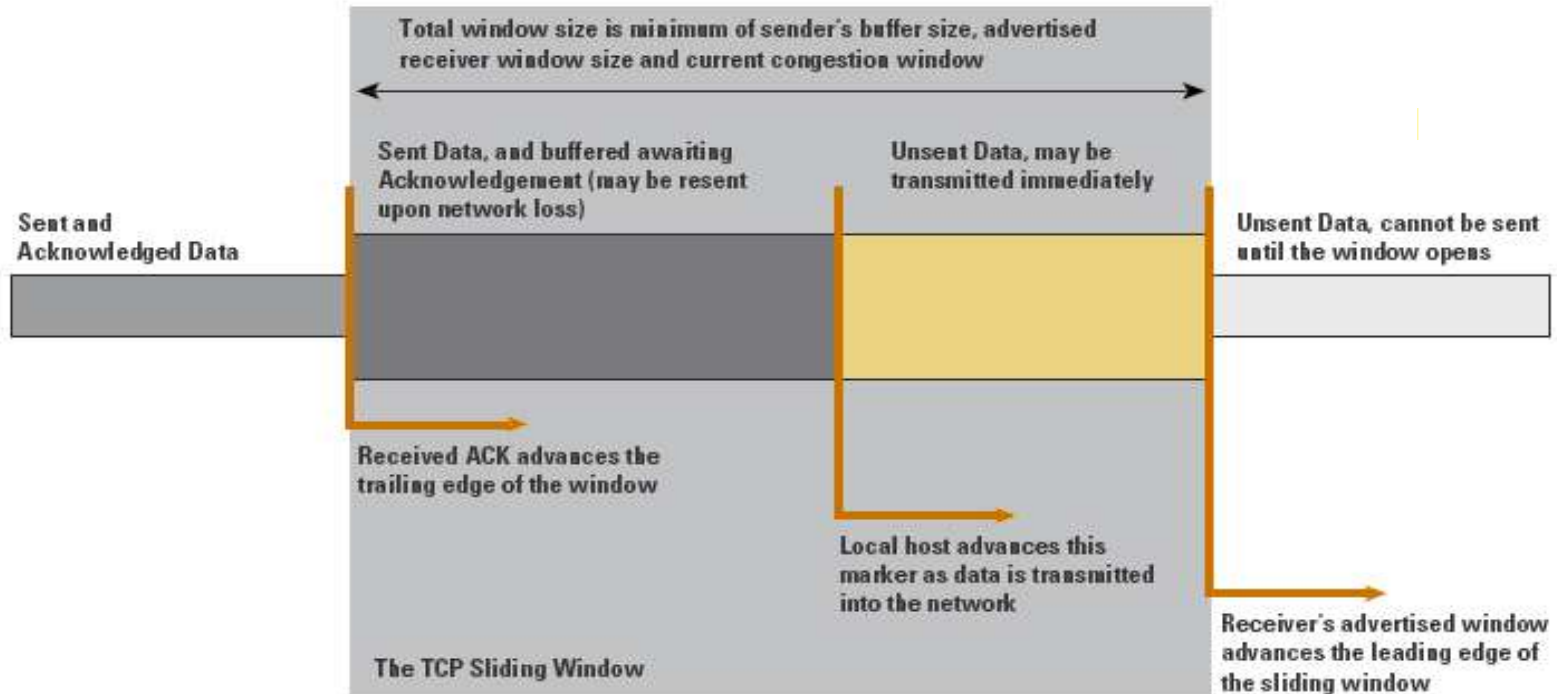 Total window size is minimum of sender's buffer size, advertised
receiver window size and current congestion window
Sent Data, and buffered awaiting
Acknowledgement (may be resent
upon network loss)
Unsent Data, may be
transmitted immediately
Sent and
Acknowledged Data
Unsent Data, cannot be sent
until the window opens
Received ACK advances the
trailing edge of the window
Local host advances this
marker as data is transmitted
into the network
Receiver's advertised window
advances the leading edge of
the sliding window
The TCP Sliding Window